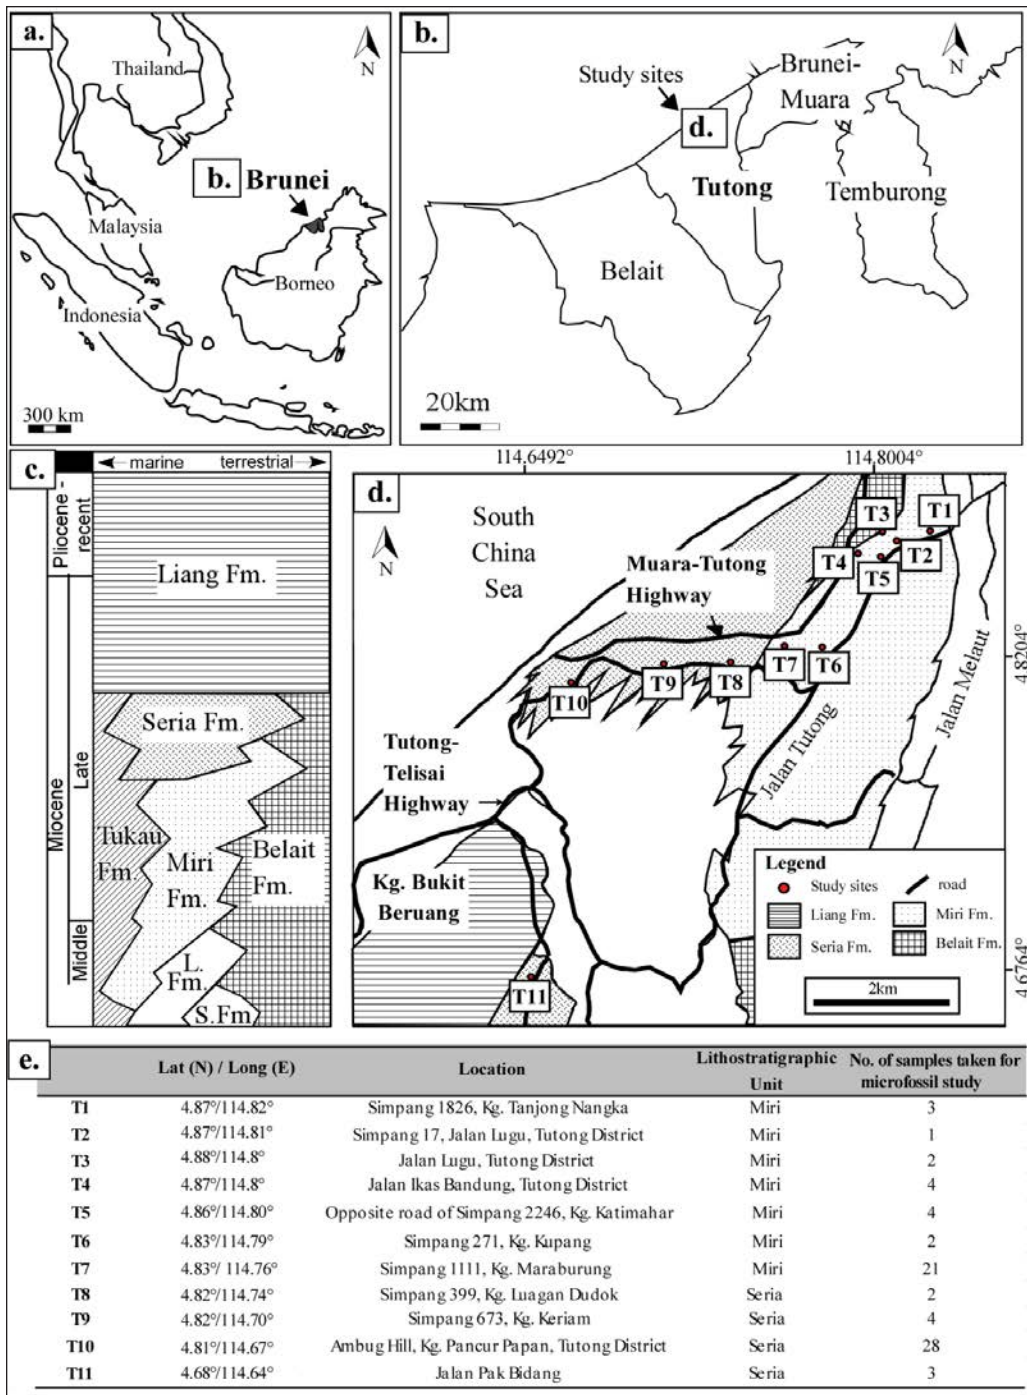 a.
N
Thailand
b. Brunei
Malaysia
Borneo
Indonesia
300 km
b.
N
Study sites
Brunei-
Muara
d.
Tutong
Temburong
Belait
20km
c.
marine terrestrial
Pliocene -
recent
Liang Fm.
Miocene
Late
Middle
Seria Fm.
Tukau
Fm.
Miri
Fm.
Belait
Fm.
L.
Fm.
S.Fm
d.
114.6492° 114.8004°
N
South
China
Sea
Muara-Tutong
Highway
T3
T1
T4
T2
T5
4.8204°
T7
T6
T8
T9
T10
Tutong-
Telisai
Highway
Jalan Tutong
Jalan Melaut
Kg. Bukit
Beruang
T11
4.6764°
Legend
Study sites road
Liang Fm. Miri Fm.
Seria Fm. Belait Fm.
2km
e.
Lat (N) / Long (E) Location Lithostratigraphic Unit No. of samples taken for microfossil study
T1 4.87°/114.82° Simpang 1826, Kg. Tanjong Nangka Miri 3
T2 4.87°/114.81° Simpang 17, Jalan Lugu, Tutong District Miri 1
T3 4.88°/114.8° Jalan Lugu, Tutong District Miri 2
T4 4.87°/114.8° Jalan Ikas Bandung, Tutong District Miri 4
T5 4.86°/114.80° Opposite road of Simpang 2246, Kg. Katimahar Miri 4
T6 4.83°/114.79° Simpang 271, Kg. Kupang Miri 2
T7 4.83°/ 114.76° Simpang 1111, Kg. Maraburung Miri 21
T8 4.82°/114.74° Simpang 399, Kg. Luagan Dudok Seria 2
T9 4.82°/114.70° Simpang 673, Kg. Keriam Seria 4
T10 4.81°/114.67° Ambug Hill, Kg. Pancur Papan, Tutong District Seria 28
T11 4.68°/114.64° Jalan Pak Bidang Seria 3